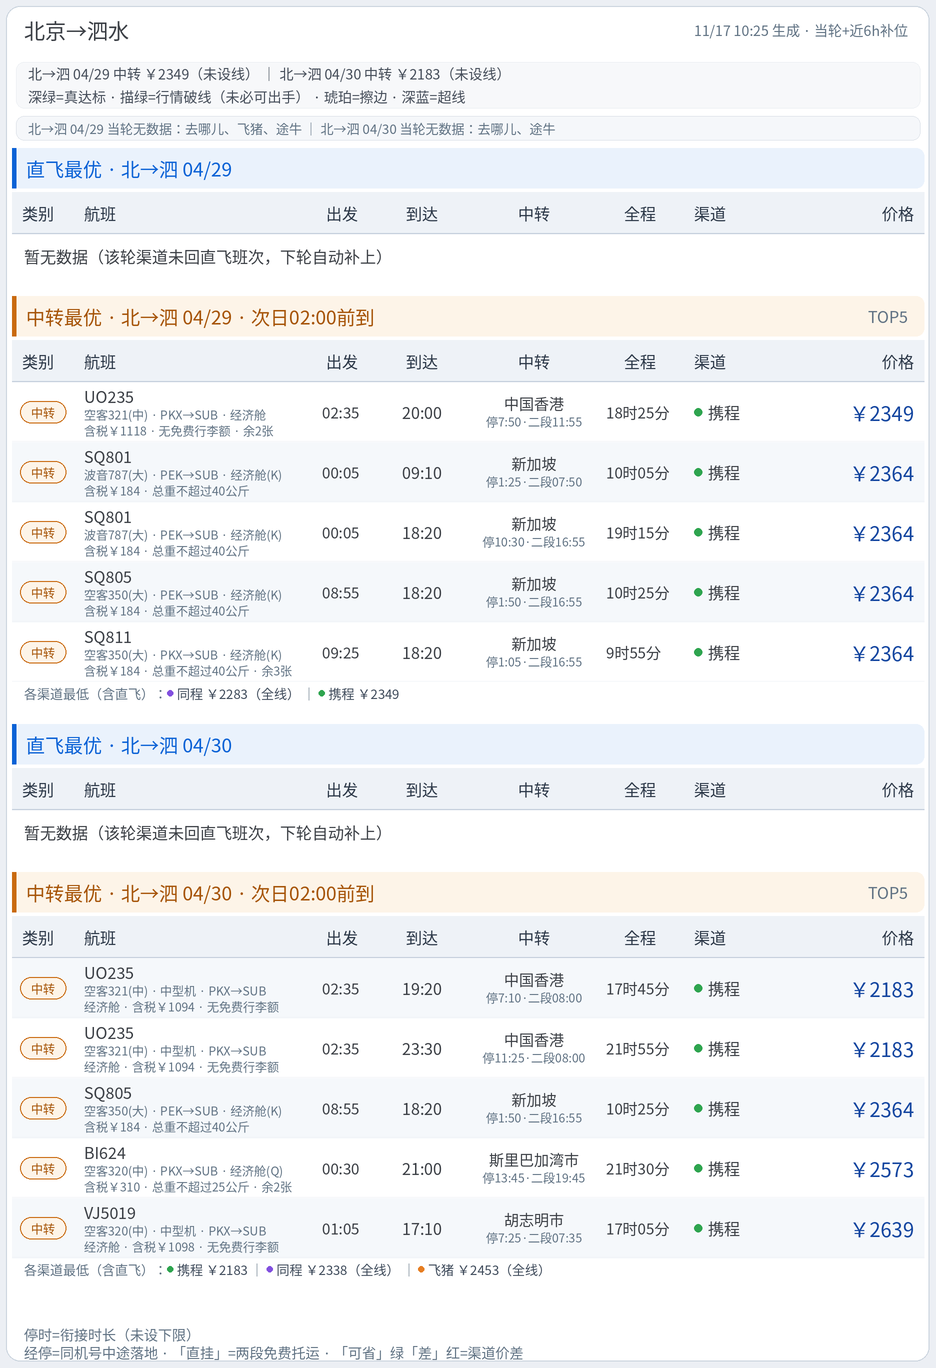 北京→泗水
11/17 10:25 生成 · 当轮+近6h补位
北→泗 04/29 中转 ￥2349（未设线） ｜ 北→泗 04/30 中转 ￥2183（未设线）
深绿=真达标 · 描绿=行情破线（未必可出手） · 琥珀=擦边 · 深蓝=超线
北→泗 04/29 当轮无数据：去哪儿、飞猪、途牛 ｜ 北→泗 04/30 当轮无数据：去哪儿、途牛
直飞最优 · 北→泗 04/29
类别 航班 出发 到达 中转 全程 渠道 价格
暂无数据（该轮渠道未回直飞班次，下轮自动补上）
中转最优 · 北→泗 04/29 · 次日02:00前到 TOP5
类别 航班 出发 到达 中转 全程 渠道 价格
中转 UO235 02:35 20:00 中国香港 18时25分 携程 ￥2349
空客321(中) · PKX→SUB · 经济舱 停7:50 · 二段11:55
含税￥1118 · 无免费行李额 · 余2张
中转 SQ801 00:05 09:10 新加坡 10时05分 携程 ￥2364
波音787(大) · PEK→SUB · 经济舱(K) 停1:25 · 二段07:50
含税￥184 · 总重不超过40公斤
中转 SQ801 00:05 18:20 新加坡 19时15分 携程 ￥2364
波音787(大) · PEK→SUB · 经济舱(K) 停10:30 · 二段16:55
含税￥184 · 总重不超过40公斤
中转 SQ805 08:55 18:20 新加坡 10时25分 携程 ￥2364
空客350(大) · PEK→SUB · 经济舱(K) 停1:50 · 二段16:55
含税￥184 · 总重不超过40公斤
中转 SQ811 09:25 18:20 新加坡 9时55分 携程 ￥2364
空客350(大) · PEK→SUB · 经济舱(K) 停1:05 · 二段16:55
含税￥184 · 总重不超过40公斤 · 余3张
各渠道最低（含直飞）：同程 ￥2283（全线） ｜ 携程 ￥2349
直飞最优 · 北→泗 04/30
类别 航班 出发 到达 中转 全程 渠道 价格
暂无数据（该轮渠道未回直飞班次，下轮自动补上）
中转最优 · 北→泗 04/30 · 次日02:00前到 TOP5
类别 航班 出发 到达 中转 全程 渠道 价格
中转 UO235 02:35 19:20 中国香港 17时45分 携程 ￥2183
空客321(中) · 中型机 · PKX→SUB 停7:10 · 二段08:00
经济舱 · 含税￥1094 · 无免费行李额
中转 UO235 02:35 23:30 中国香港 21时55分 携程 ￥2183
空客321(中) · 中型机 · PKX→SUB 停11:25 · 二段08:00
经济舱 · 含税￥1094 · 无免费行李额
中转 SQ805 08:55 18:20 新加坡 10时25分 携程 ￥2364
空客350(大) · PEK→SUB · 经济舱(K) 停1:50 · 二段16:55
含税￥184 · 总重不超过40公斤
中转 BI624 00:30 21:00 斯里巴加湾市 21时30分 携程 ￥2573
空客320(中) · PKX→SUB · 经济舱(Q) 停13:45 · 二段19:45
含税￥310 · 总重不超过25公斤 · 余2张
中转 VJ5019 01:05 17:10 胡志明市 17时05分 携程 ￥2639
空客320(中) · 中型机 · PKX→SUB 停7:25 · 二段07:35
经济舱 · 含税￥1098 · 无免费行李额
各渠道最低（含直飞）：携程 ￥2183 ｜ 同程 ￥2338（全线） ｜ 飞猪 ￥2453（全线）
停时=衔接时长（未设下限）
经停=同机号中途落地 · 「直挂」=两段免费托运 · 「可省」绿「差」红=渠道价差